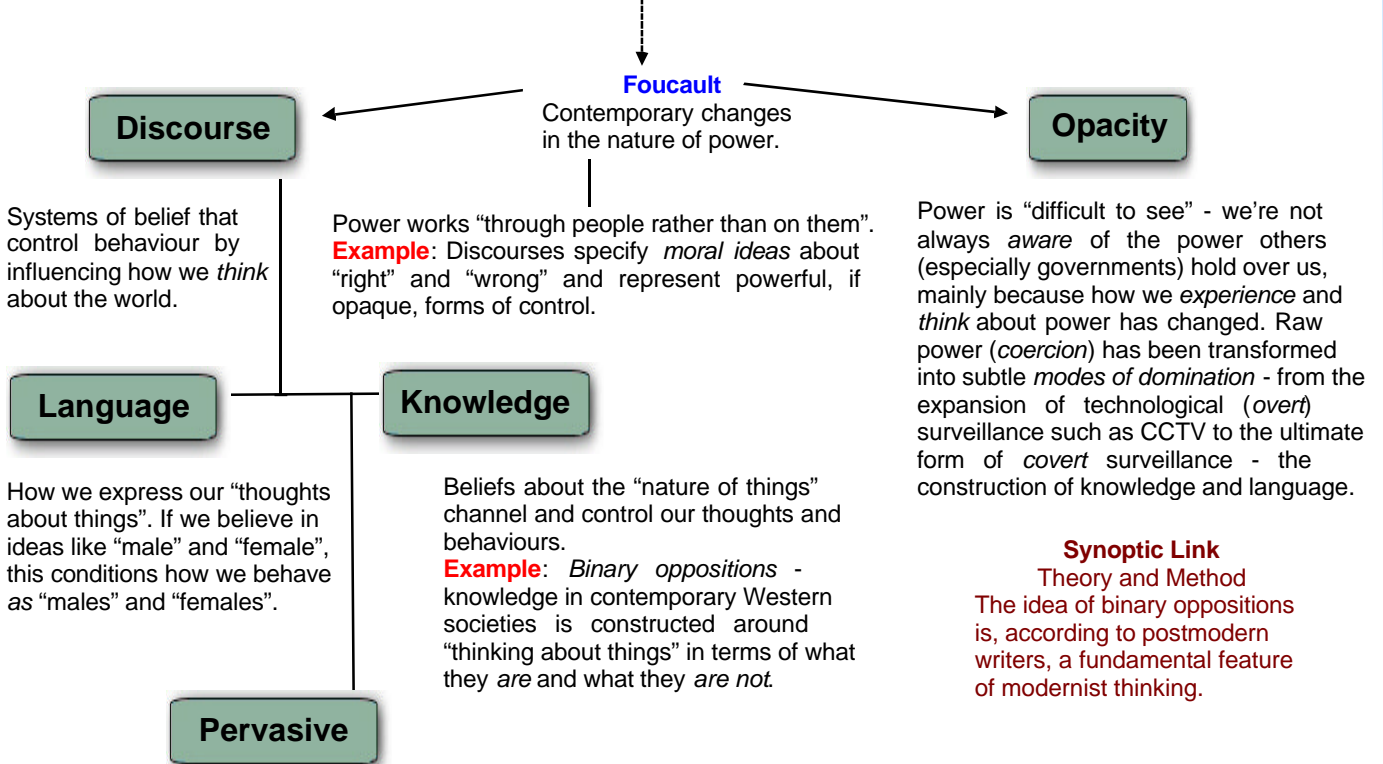 Foucault
Contemporary changes
in the nature of power.
Discourse
Opacity
Systems of belief that
control behaviour by
influencing how we think
about the world.
Power works “through people rather than on them”.
Example: Discourses specify moral ideas about
“right” and “wrong” and represent powerful, if
opaque, forms of control.
Power is “difficult to see” - we’re not
always aware of the power others
(especially governments) hold over us,
mainly because how we experience and
think about power has changed. Raw
power (coercion) has been transformed
into subtle modes of domination - from the
expansion of technological (overt)
surveillance such as CCTV to the ultimate
form of covert surveillance - the
construction of knowledge and language.
Language
Knowledge
How we express our “thoughts
about things”. If we believe in
ideas like “male” and “female”,
this conditions how we behave
as “males” and “females”.
Beliefs about the “nature of things”
channel and control our thoughts and
behaviours.
Example: Binary oppositions -
knowledge in contemporary Western
societies is constructed around
“thinking about things” in terms of what
they are and what they are not.
Synoptic Link
Theory and Method
The idea of binary oppositions
is, according to postmodern
writers, a fundamental feature
of modernist thinking.
Pervasive